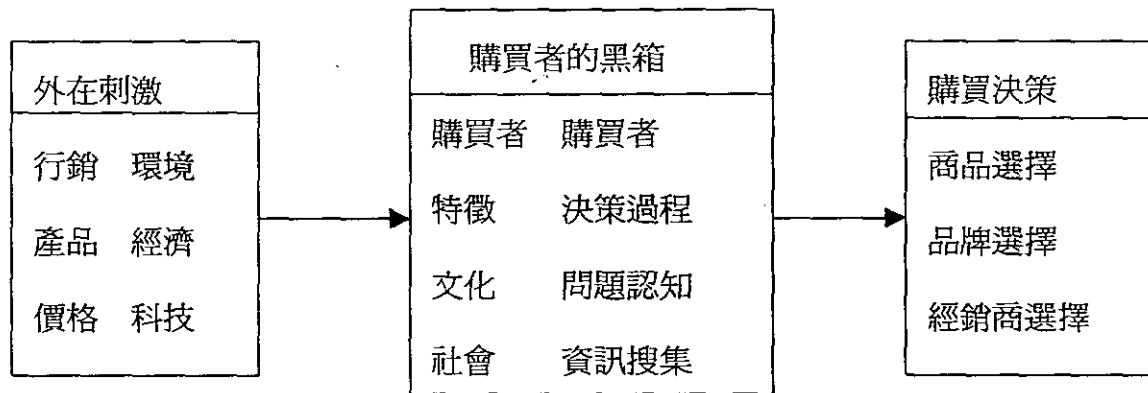 外在刺激
行銷 環境
產品 經濟
價格 科技
購買者的黑箱
購買者 購買者
特徵 決策過程
文化 問題認知
社會 資訊搜集
購買決策
商品選擇
品牌選擇
經銷商選擇